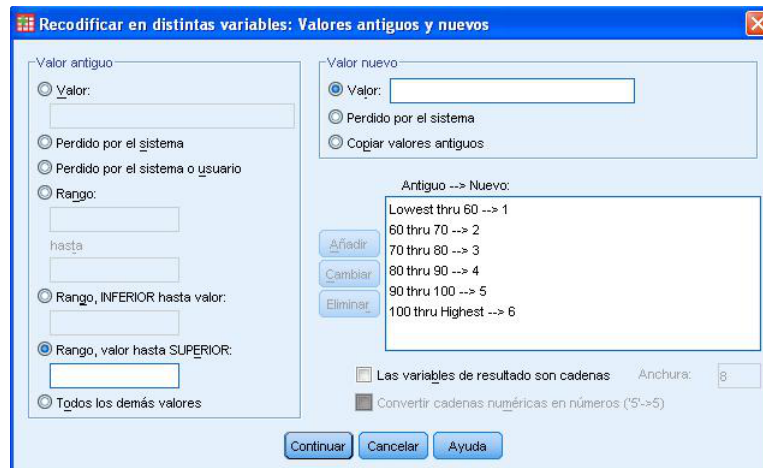 Recodificar en distintas variables: Valores antiguos y nuevos
Valor antiguo
Valor:
Perdido por el sistema
Perdido por el sistema o usuario
Rango:
hasta
Rango, INFERIOR hasta valor:
Rango, valor hasta SUPERIOR:
Todos los demás valores
Valor nuevo
Valor:
Perdido por el sistema
Copiar valores antiguos
Antiguo --> Nuevo:
Añadir
Cambiar
Eliminar
Lowest thru 60 --> 1
60 thru 70 --> 2
70 thru 80 --> 3
80 thru 90 --> 4
90 thru 100 --> 5
100 thru Highest --> 6
Las variables de resultado son cadenas Anchura: 8
Convertir cadenas numéricas en números ('5'->5)
Continuar Cancelar Ayuda